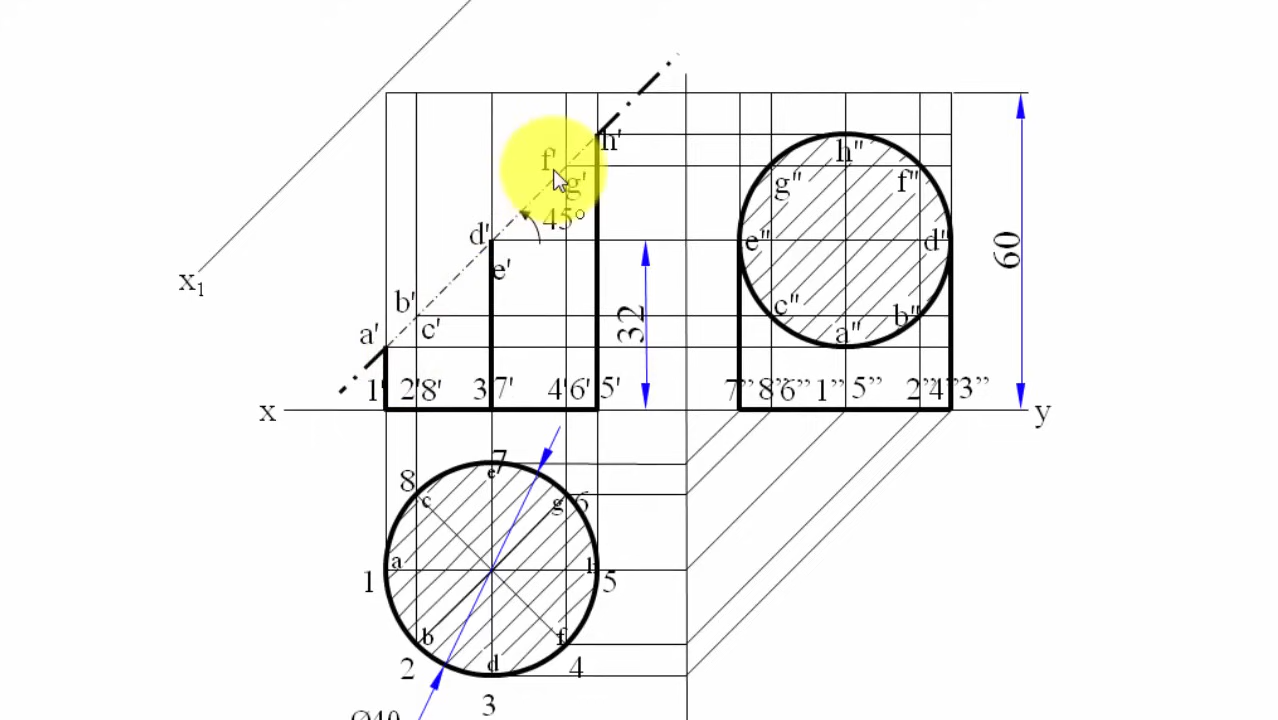 h'
f'
g'
45°
d'
e'
b'
c'
a'
1' 2' 8' 3' 7' 4' 6' 5'
x
x1
32
60
h"
g" f"
e" d"
c" b"
a"
7” 8” 6” 1” 5” 2” 4” 3”
y
7
e
8 c g 6
1 a h 5
b f
2 d 4
3
Ø40